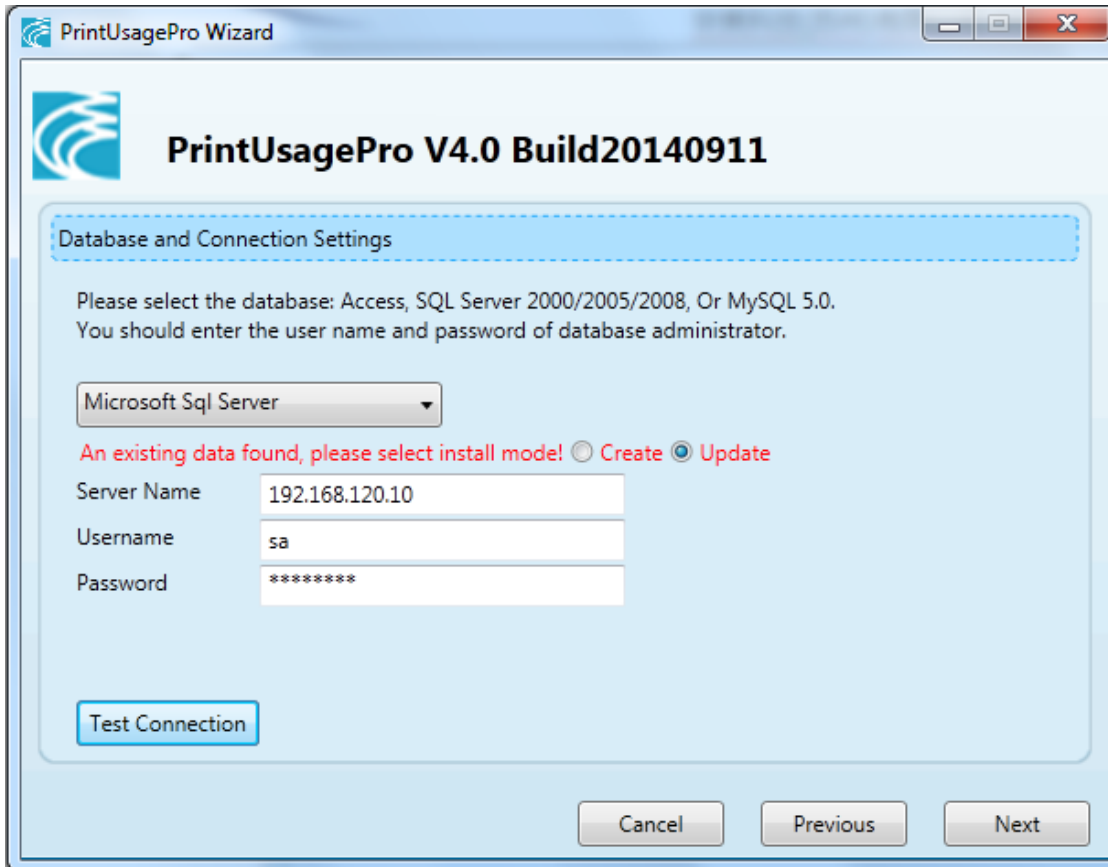 PrintUsagePro Wizard
PrintUsagePro V4.0 Build20140911
Database and Connection Settings
Please select the database: Access, SQL Server 2000/2005/2008, Or MySQL 5.0.
You should enter the user name and password of database administrator.
Microsoft Sql Server
An existing data found, please select install mode! Create Update
Server Name 192.168.120.10
Username sa
Password ********
Test Connection
Cancel Previous Next